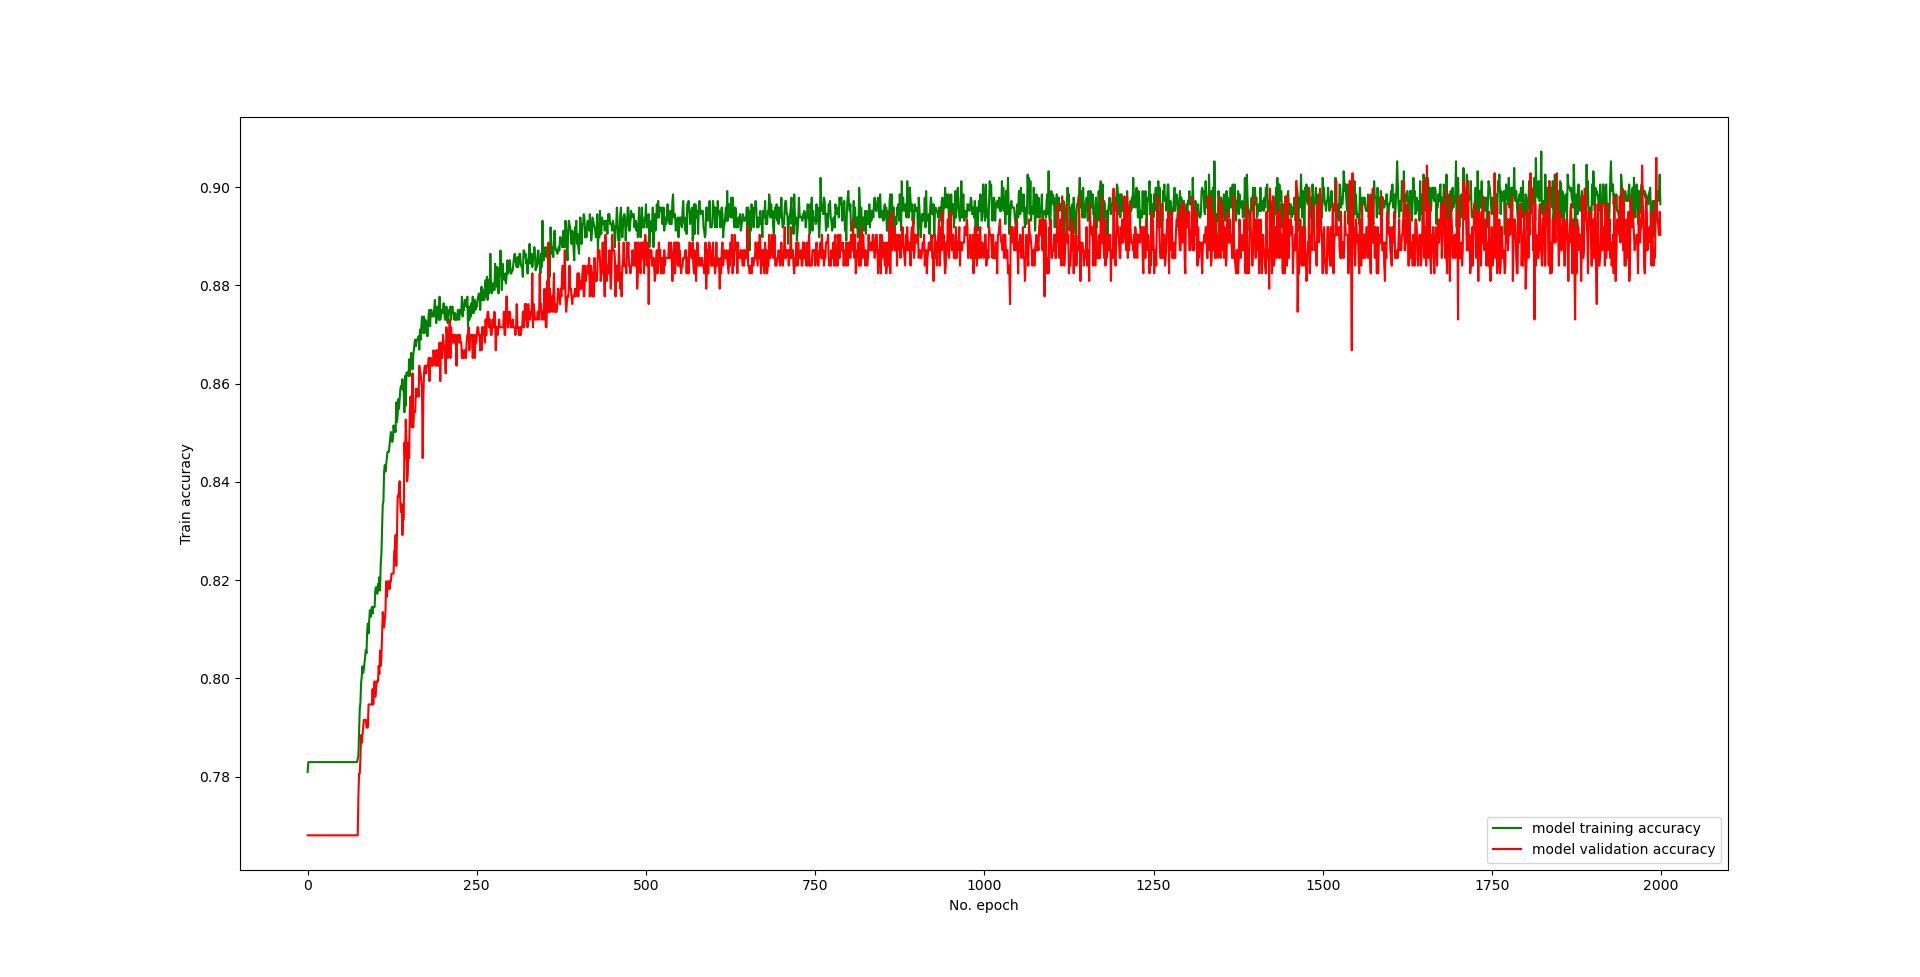 0.90
0.88
0.86
0.84
0.82
0.80
0.78
Train accuracy
0 250 500 750 1000 1250 1500 1750 2000
No. epoch
model training accuracy
model validation accuracy